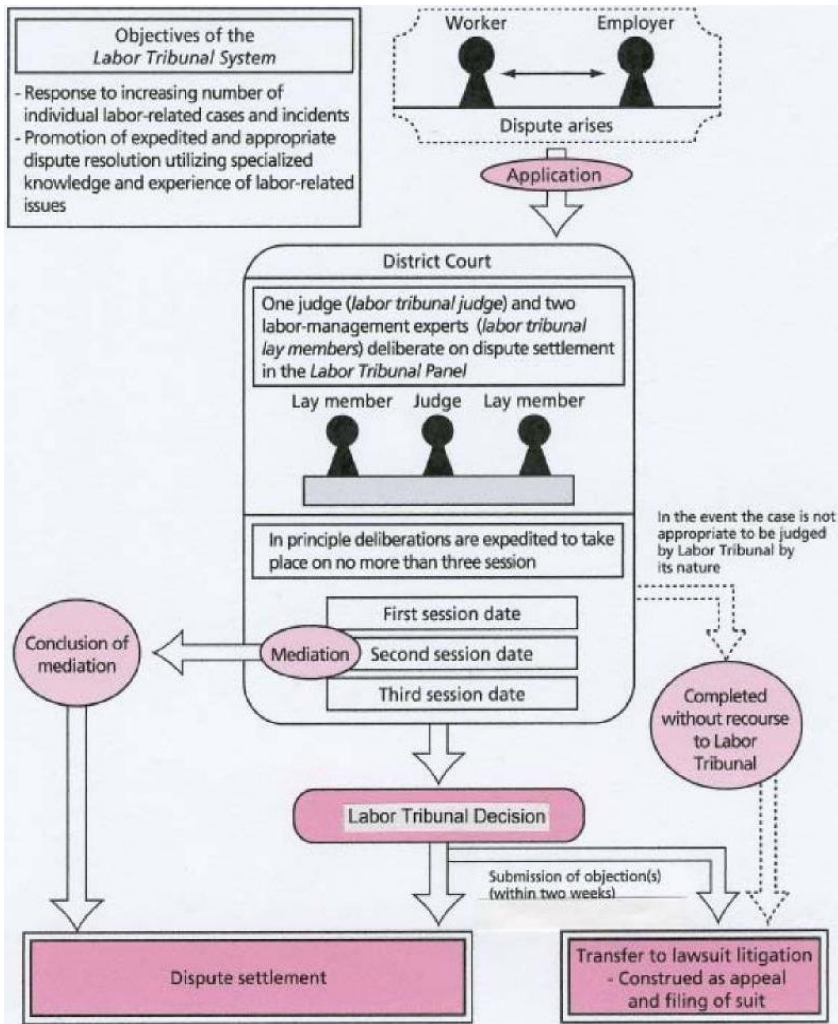 Objectives of the
Labor Tribunal System
- Response to increasing number of
individual labor-related cases and incidents
- Promotion of expedited and appropriate
dispute resolution utilizing specialized
knowledge and experience of labor-related
issues
Worker
Employer
Dispute arises
Application
District Court
One judge (labor tribunal judge) and two
labor-management experts (labor tribunal
lay members) deliberate on dispute settlement
in the Labor Tribunal Panel
Lay member
Judge
Lay member
In principle deliberations are expedited to take
place on no more than three session
In the event the case is not
appropriate to be judged
by Labor Tribunal by
its nature
First session date
Second session date
Third session date
Mediation
Conclusion of
mediation
Completed
without recourse
to Labor
Tribunal
Labor Tribunal Decision
Submission of objection(s)
(within two weeks)
Dispute settlement
Transfer to lawsuit litigation
- Construed as appeal
and filing of suit